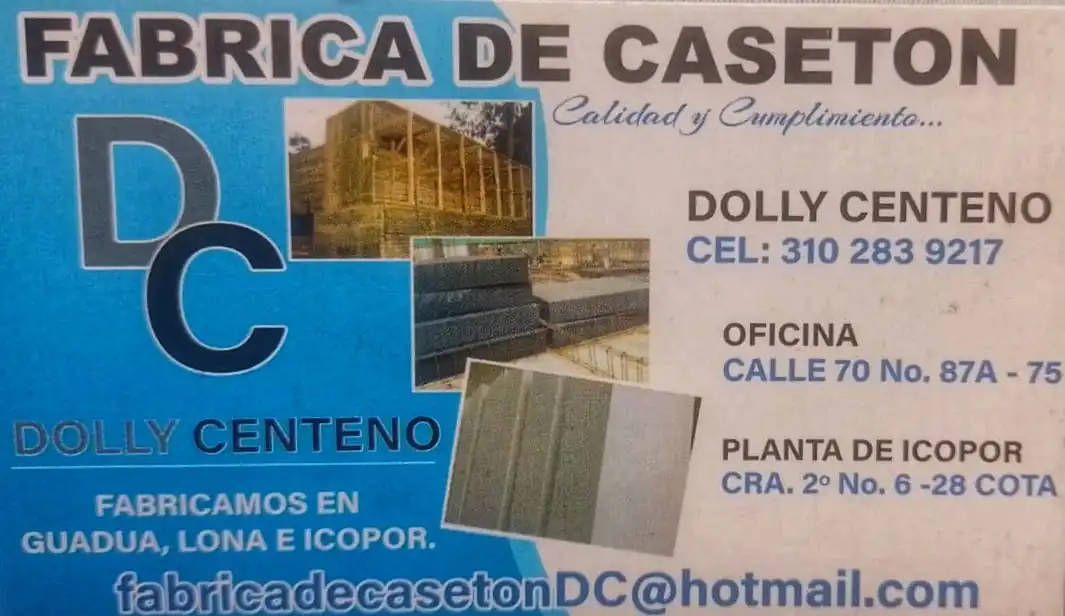 FABRICA DE CASETON
Calidad y Cumplimiento...
DC
DOLLY CENTENO
FABRICAMOS EN
GUADUA, LONA E ICOPOR.
DOLLY CENTENO
CEL: 310 283 9217
OFICINA
CALLE 70 No. 87A - 75
PLANTA DE ICOPOR
CRA. 2º No. 6 -28 COTA
fabricadecasetonDC@hotmail.com